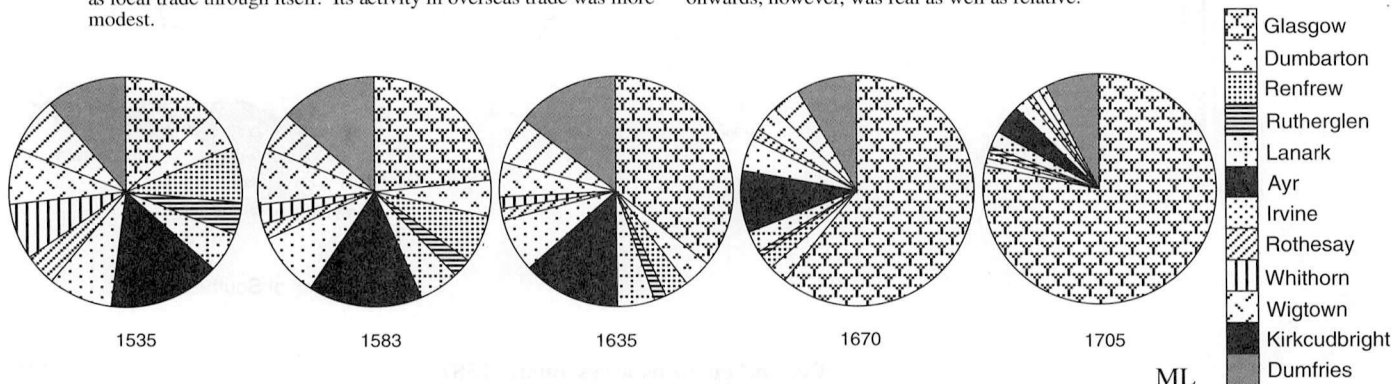 as local trade through itself. Its activity in overseas trade was more
modest.
onwards, however, was real as well as relative.
1535
1583
1635
1670
1705
Glasgow
Dumbarton
Renfrew
Rutherglen
Lanark
Ayr
Irvine
Rothesay
Whithorn
Wigtown
Kirkcudbright
Dumfries
ML